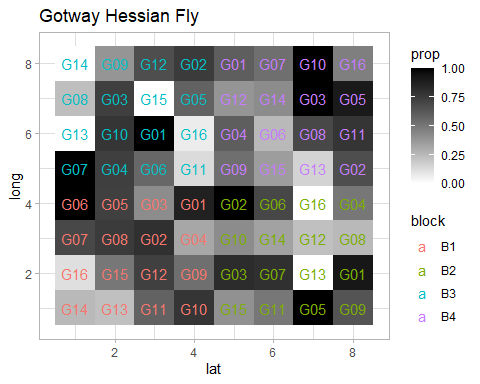 Gotway Hessian Fly
8 G14 G09 G12 G02 G01 G07 G10 G16
G08 G03 G15 G05 G12 G14 G03 G05
6 G13 G10 G01 G16 G04 G06 G08 G11
G07 G04 G06 G11 G09 G15 G13 G02
4 G06 G05 G03 G01 G02 G06 G16 G04
G07 G08 G02 G04 G10 G14 G12 G08
2 G16 G15 G12 G09 G03 G07 G13 G01
G14 G13 G11 G10 G15 G11 G05 G09
2 4 6 8
lat
long
prop
1.00
0.75
0.50
0.25
0.00
block
a B1
a B2
a B3
a B4